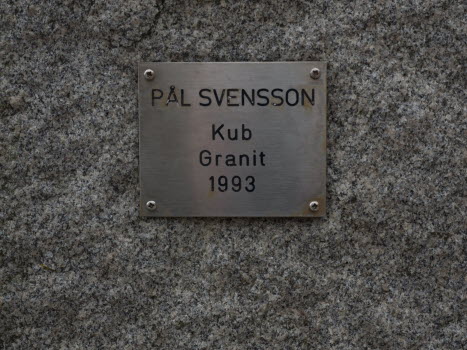 PÅL SVENSSON
Kub
Granit
1993